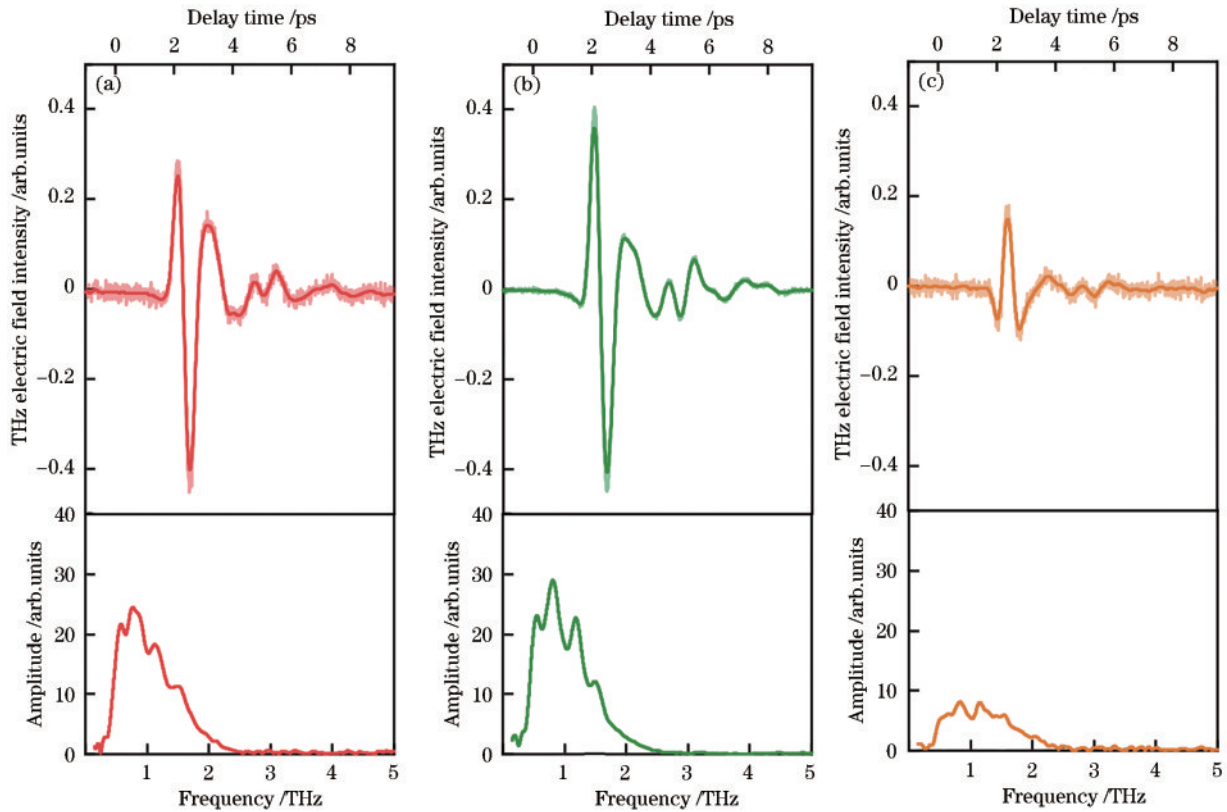 Delay time /ps
0 2 4 6 8
(a)
THz electric field intensity /arb.units
0.4
0.2
0
−0.2
−0.4
Amplitude /arb.units
40
30
20
10
0
1 2 3 4 5
Frequency /THz
Delay time /ps
0 2 4 6 8
(b)
THz electric field intensity /arb.units
0.4
0.2
0
−0.2
−0.4
Amplitude /arb.units
40
30
20
10
0
1 2 3 4 5
Frequency /THz
Delay time /ps
0 2 4 6 8
(c)
THz electric field intensity /arb.units
0.4
0.2
0
−0.2
−0.4
Amplitude /arb.units
40
30
20
10
0
1 2 3 4 5
Frequency /THz